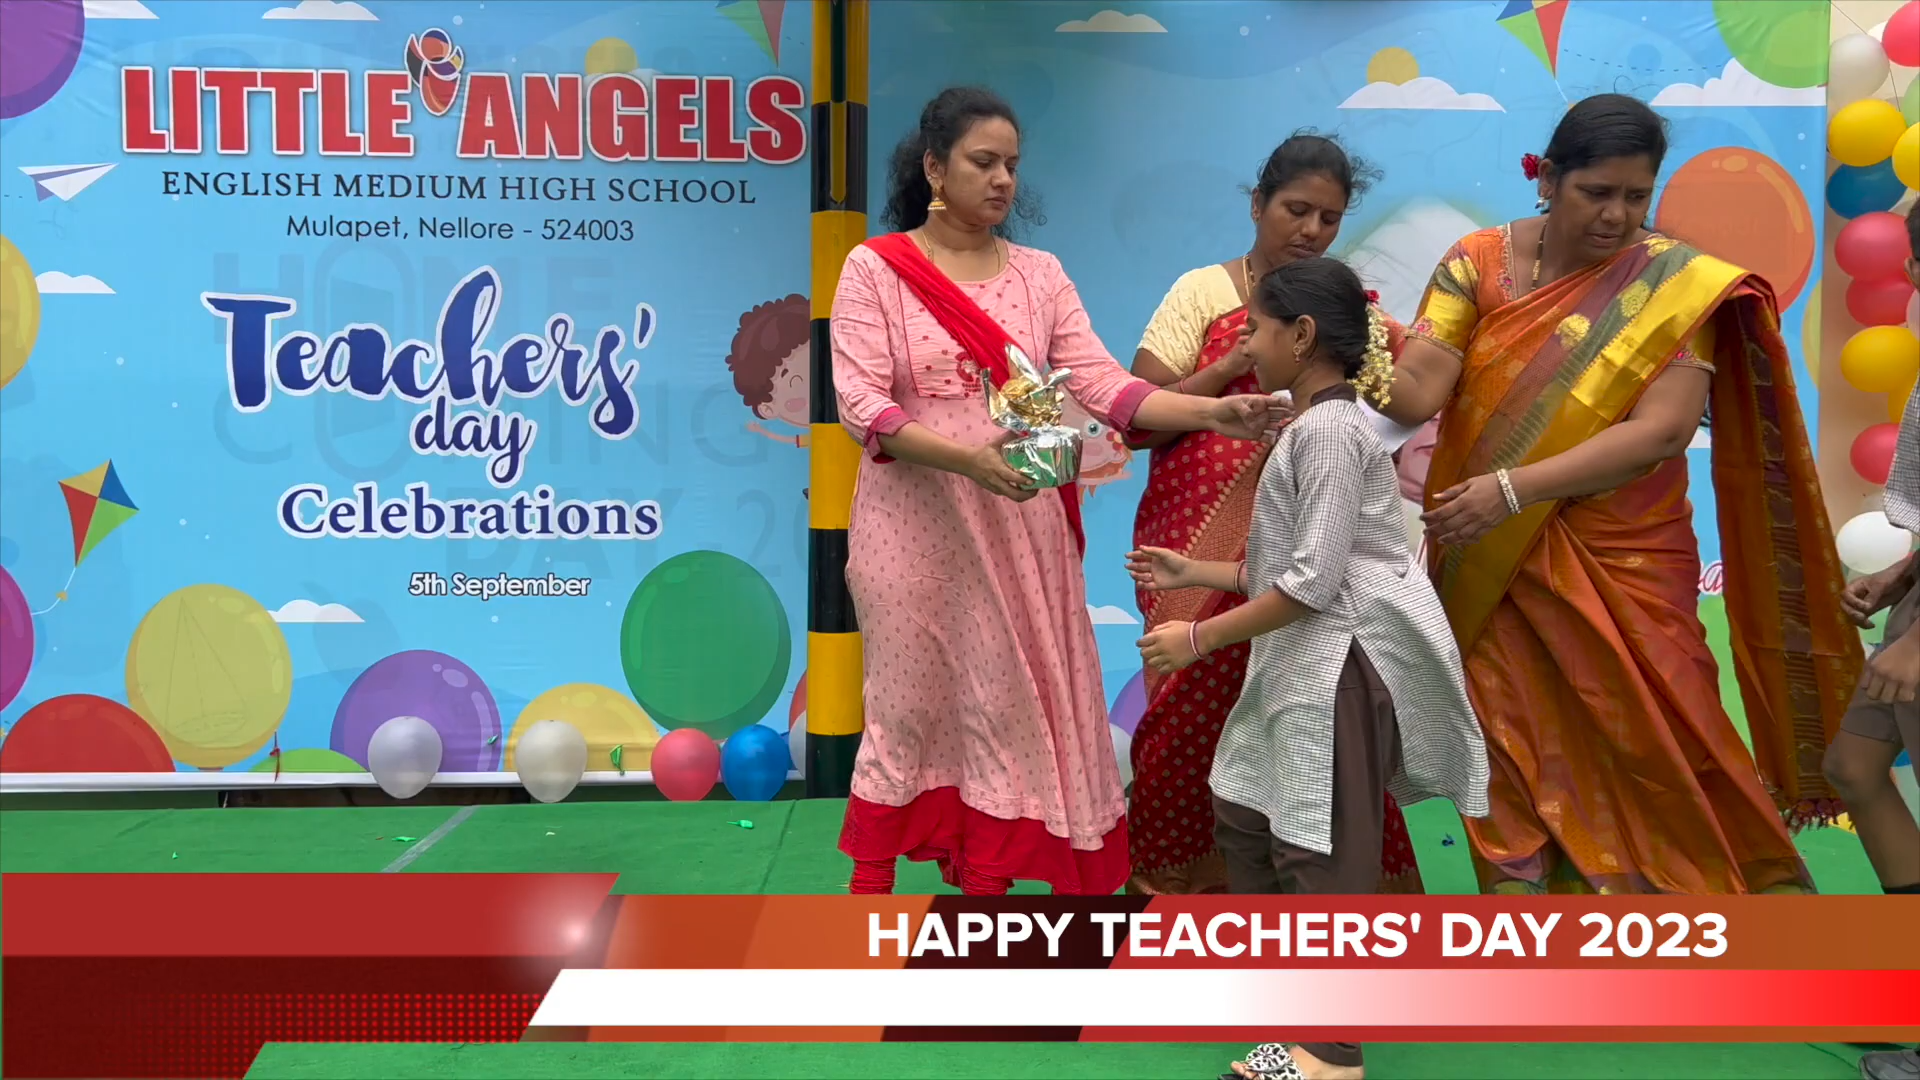 LITTLE ANGELS
ENGLISH MEDIUM HIGH SCHOOL
Mulapet, Nellore - 524003
Teachers'
day
Celebrations
5th September
HAPPY TEACHERS' DAY 2023